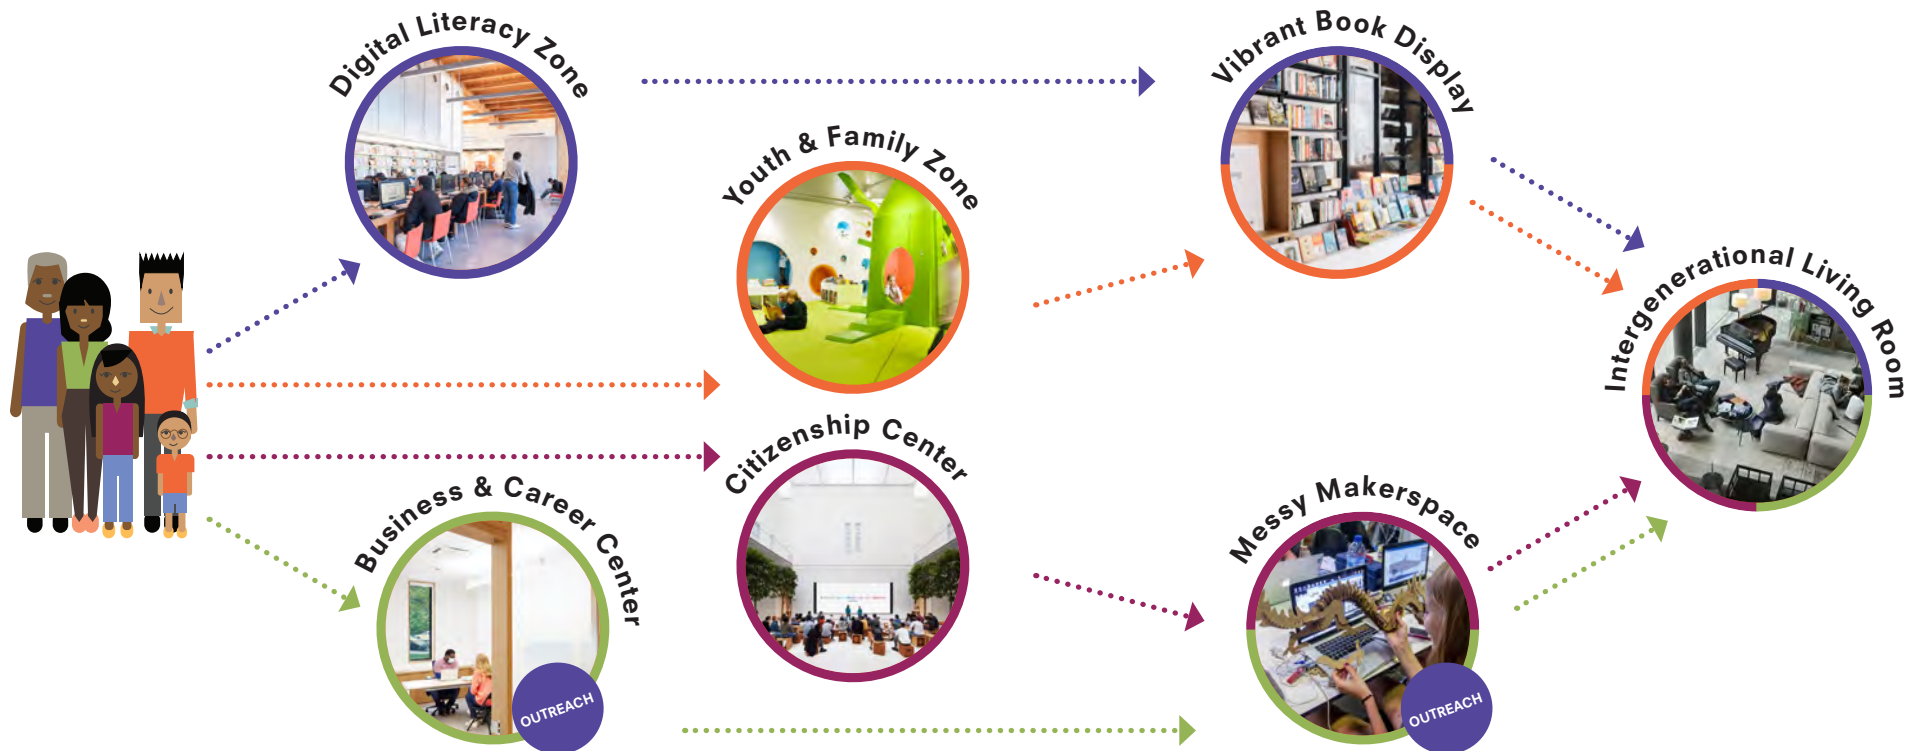 Digital Literacy Zone
Vibrant Book Display
Youth & Family Zone
Intergenerational Living Room
Citizenship Center
Business & Career Center
Messy Makerspace
OUTREACH
OUTREACH